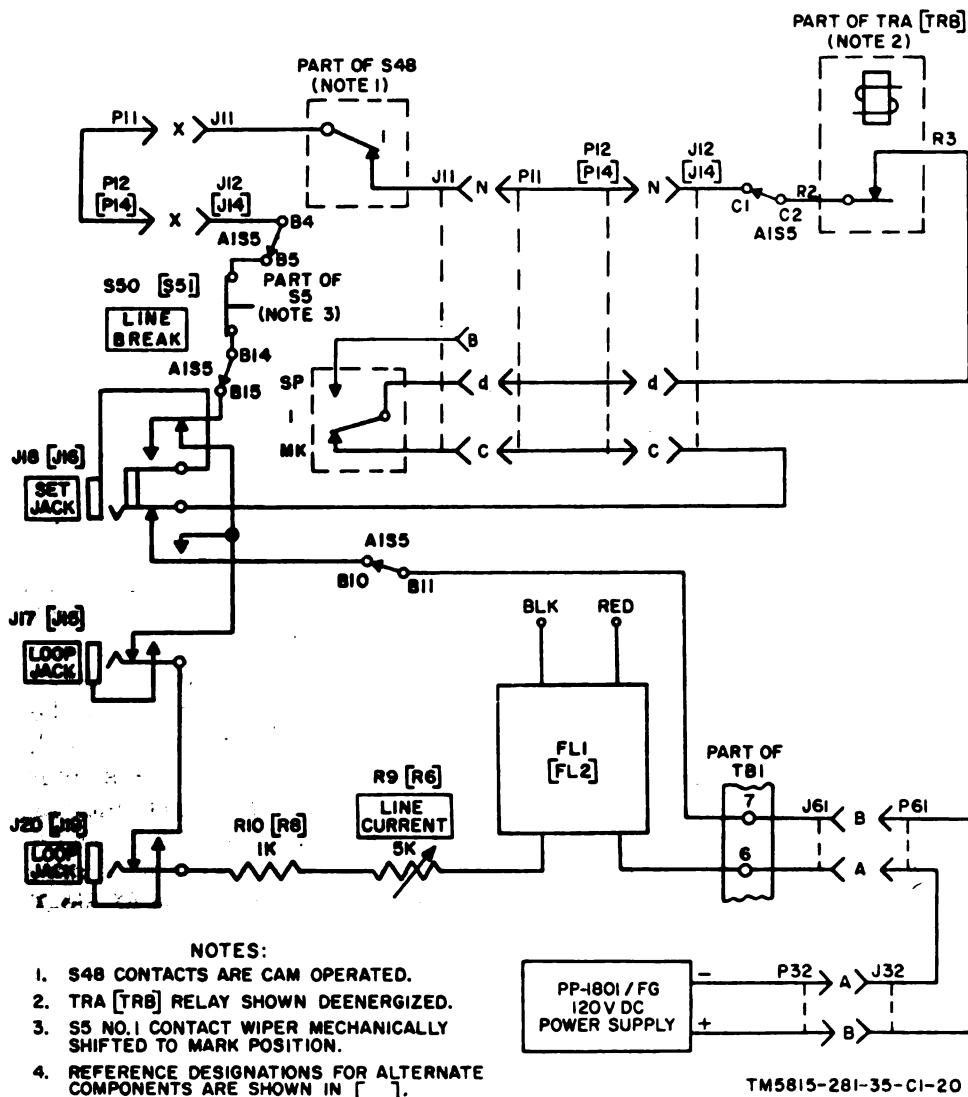 PART OF TRA [TRB]
(NOTE 2)
PART OF S48
(NOTE 1)
P11 X J11
I
R3
P12
[P14]
X
J12
[J14]
B4
A1S5
B5
J11 N P11
P12
[P14]
N
J12
[J14]
C1
C2
R2
A1S5
S50 [S51]
LINE
BREAK
PART OF
S5
(NOTE 3)
B14
A1S5
B15
B
SP
I
MK
d
d
C
C
J18 [J16]
SET
JACK
A1S5
B10
B11
J17 [J15]
LOOP
JACK
BLK
RED
FL1
[FL2]
PART OF
TB1
7
6
J61
B
P61
A
J20 [J19]
LOOP
JACK
R10 [R8]
1K
R9 [R6]
LINE
CURRENT
5K
PP-1801/FG
120V DC
POWER SUPPLY
-
+
P32
A
J32
B
NOTES:
1. S48 CONTACTS ARE CAM OPERATED.
2. TRA [TRB] RELAY SHOWN DEENERGIZED.
3. S5 NO.1 CONTACT WIPER MECHANICALLY
SHIFTED TO MARK POSITION.
4. REFERENCE DESIGNATIONS FOR ALTERNATE
COMPONENTS ARE SHOWN IN [ ].
TM5815-281-35-C1-20